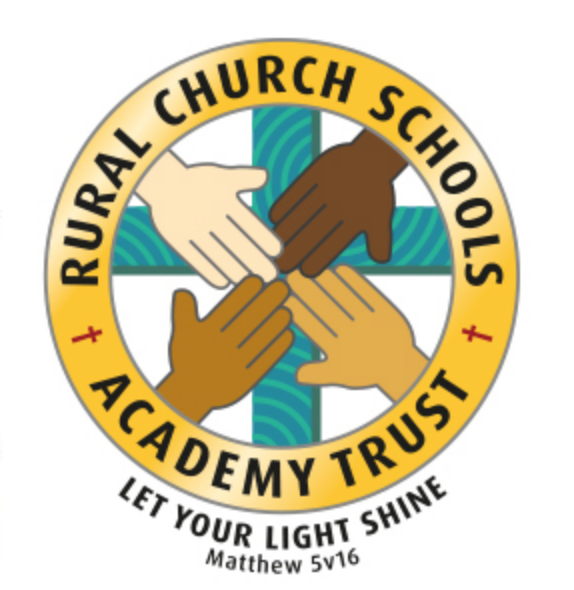 RURAL CHURCH SCHOOLS
ACADEMY TRUST
LET YOUR LIGHT SHINE
Matthew 5v16